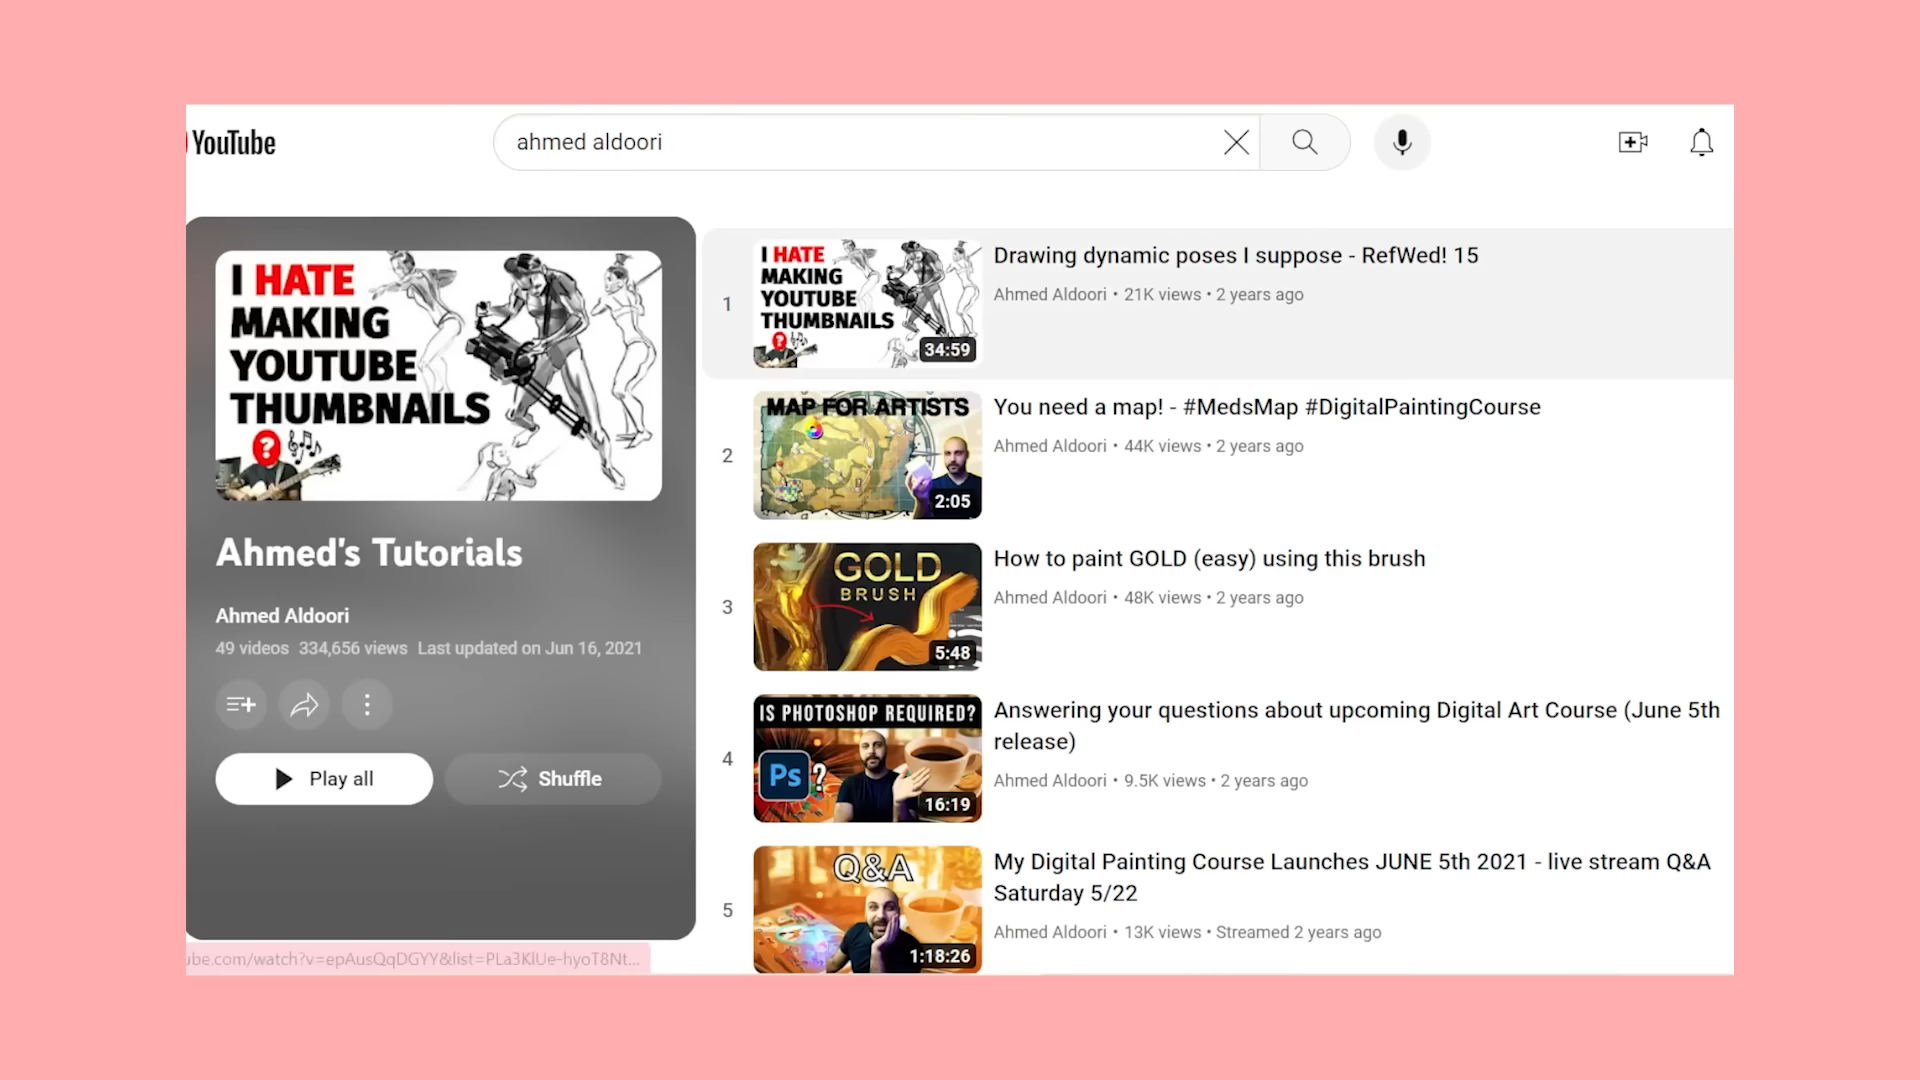 YouTube
ahmed aldoori
I HATE
MAKING
YOUTUBE
THUMBNAILS
?
Ahmed's Tutorials
Ahmed Aldoori
49 videos 334,656 views Last updated on Jun 16, 2021
Play all
Shuffle
ube.com/watch?v=epAusQqDGYY&list=PLa3KlUe-hyoT8Nt...
1
I HATE
MAKING
YOUTUBE
THUMBNAILS
?
34:59
Drawing dynamic poses I suppose - RefWed! 15
Ahmed Aldoori • 21K views • 2 years ago
2
MAP FOR ARTISTS
2:05
You need a map! - #MedsMap #DigitalPaintingCourse
Ahmed Aldoori • 44K views • 2 years ago
3
GOLD
BRUSH
5:48
How to paint GOLD (easy) using this brush
Ahmed Aldoori • 48K views • 2 years ago
4
IS PHOTOSHOP REQUIRED?
Ps ?
16:19
Answering your questions about upcoming Digital Art Course (June 5th
release)
Ahmed Aldoori • 9.5K views • 2 years ago
5
Q&A
1:18:26
My Digital Painting Course Launches JUNE 5th 2021 - live stream Q&A
Saturday 5/22
Ahmed Aldoori • 13K views • Streamed 2 years ago